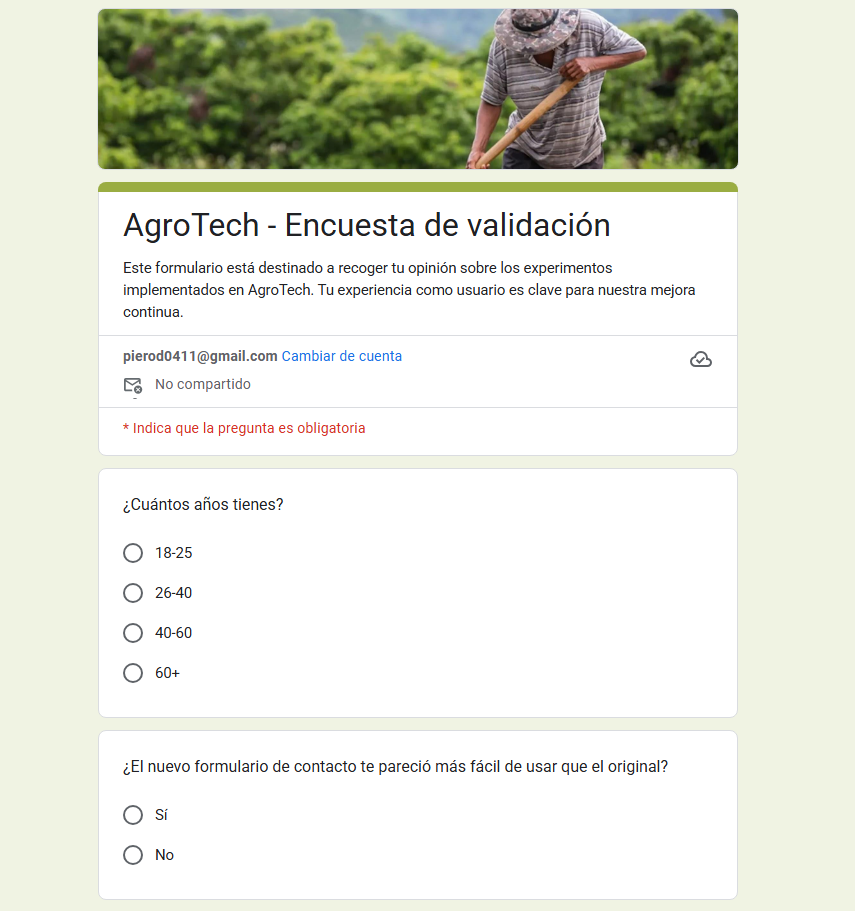 AgroTech - Encuesta de validación
Este formulario está destinado a recoger tu opinión sobre los experimentos
implementados en AgroTech. Tu experiencia como usuario es clave para nuestra mejora
continua.
pierod0411@gmail.com Cambiar de cuenta
No compartido
* Indica que la pregunta es obligatoria
¿Cuántos años tienes?
18-25
26-40
40-60
60+
¿El nuevo formulario de contacto te pareció más fácil de usar que el original?
Sí
No